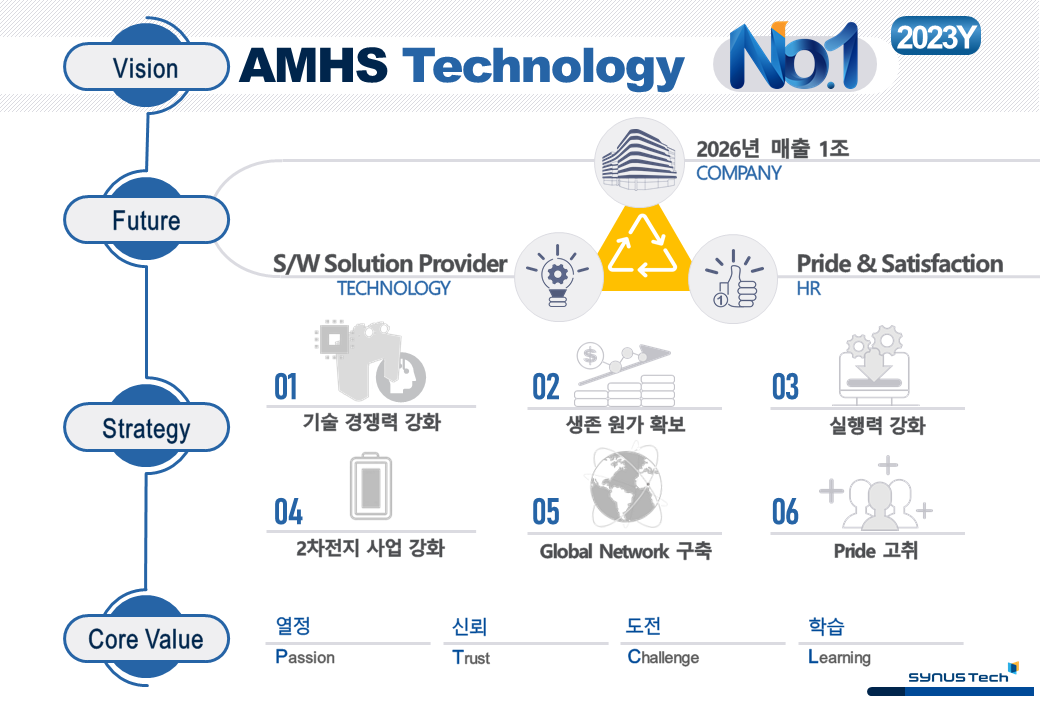 Vision
AMHS Technology No.1 2023Y
Future
2026년 매출 1조
COMPANY
S/W Solution Provider
TECHNOLOGY
Pride & Satisfaction
HR
Strategy
01
기술 경쟁력 강화
02
$
생존 원가 확보
03
실행력 강화
04
2차전지 사업 강화
05
Global Network 구축
06
Pride 고취
Core Value
열정
Passion
신뢰
Trust
도전
Challenge
학습
Learning
SYNUS Tech
1